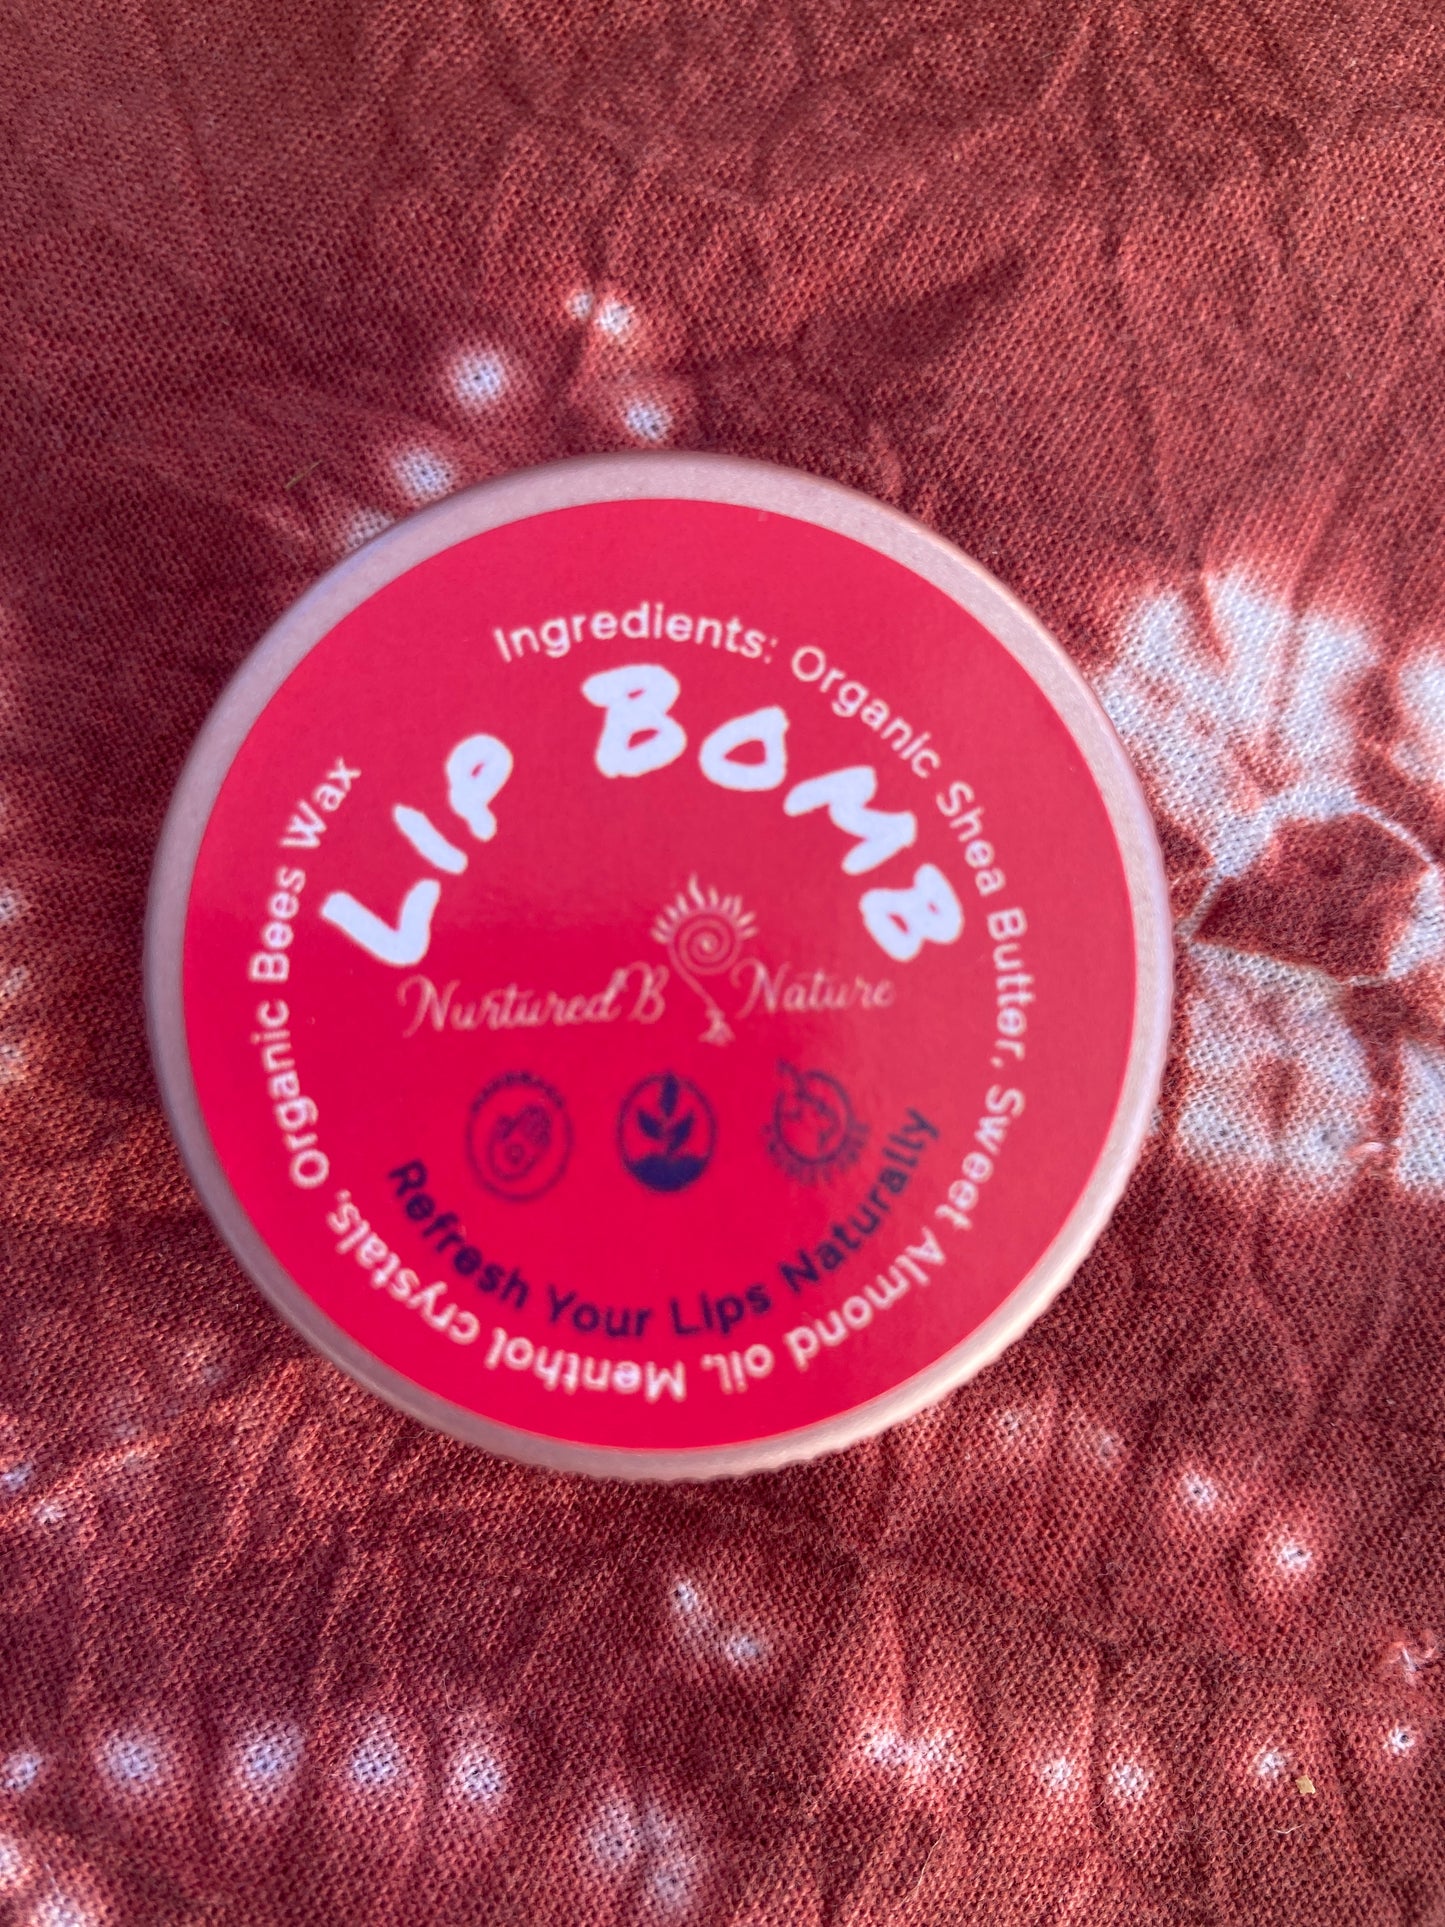 Ingredients: Organic Shea Butter, Sweet Almond oil, Menthol crystals, Organic Bees Wax
LIP BOMB
Nurtured B Nature
Refresh Your Lips Naturally